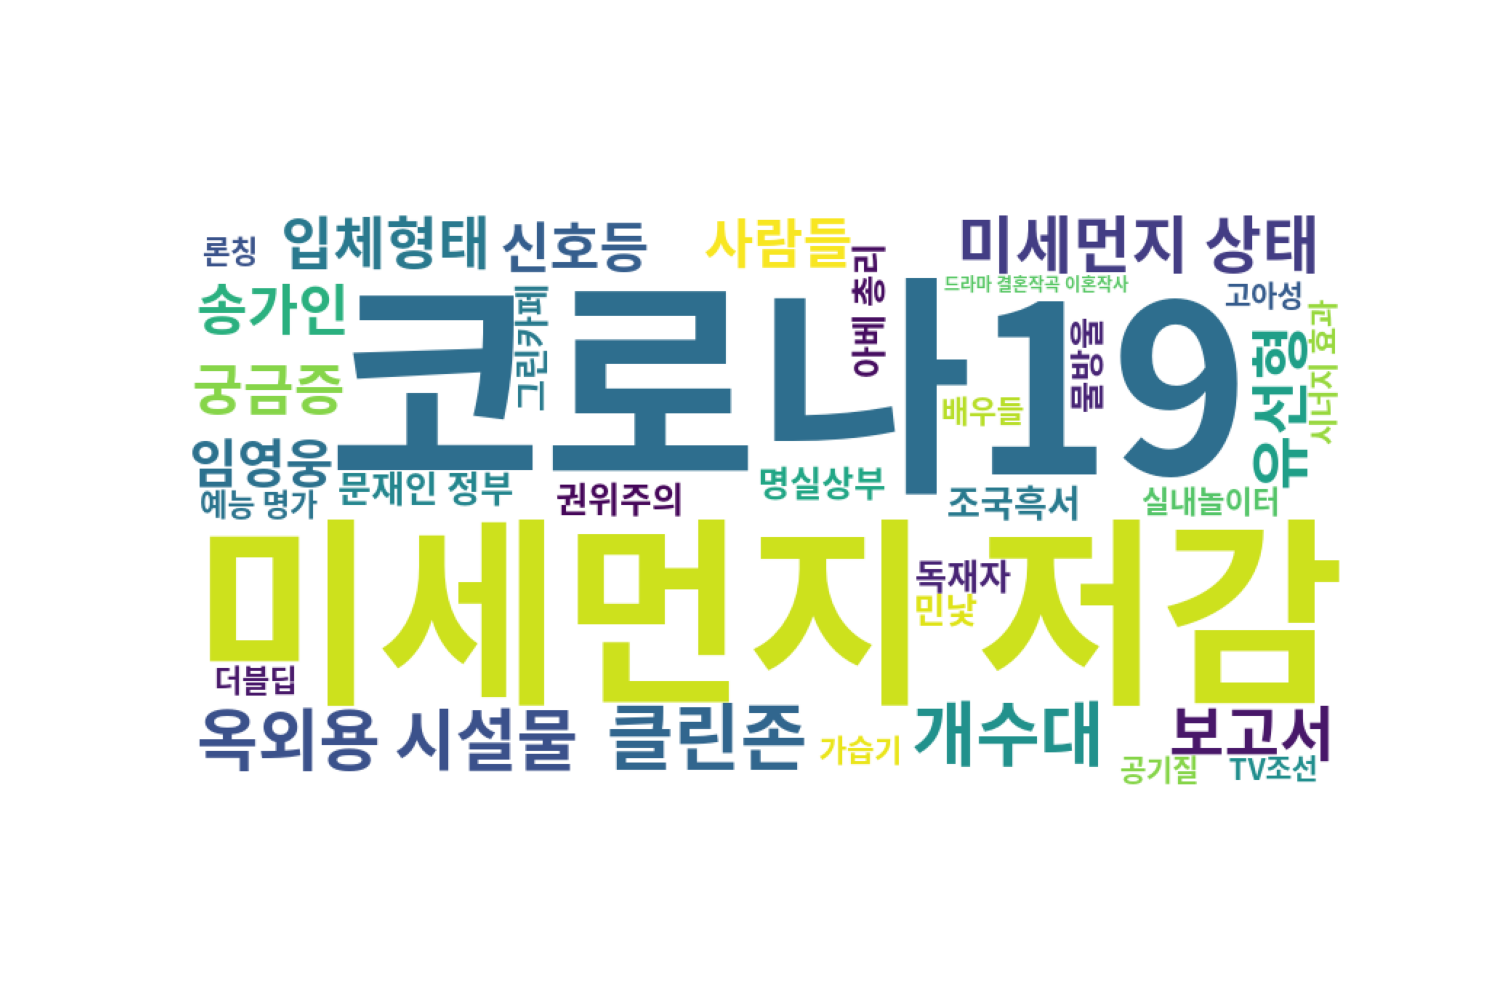 론칭
입체형태
신호등
사람들
미세먼지 상태
송가인
그린카페
아베 총리
드라마 결혼작곡 이혼작사
고아성
코로나19
물방울
유선형
시너지 효과
궁금증
배우들
임영웅
예능 명가
문재인 정부
권위주의
명실상부
조국흑서
실내놀이터
미세먼지 저감
독재자
민낯
더블딥
옥외용 시설물
클린존
가습기
개수대
보고서
공기질
TV조선